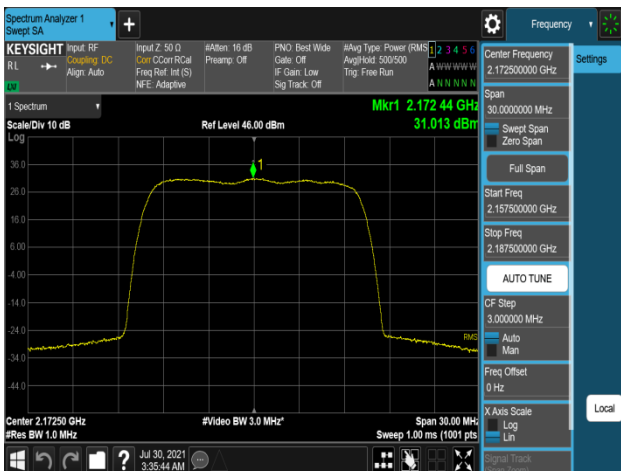 Spectrum Analyzer 1
Swept SA
+
Frequency
KEYSIGHT
RL
LW
Input: RF
Coupling: DC
Align: Auto
Input Z: 50 Ω
Corr CCorr RCal
Freq Ref: Int (S)
NFE: Adaptive
#Atten: 16 dB
Preamp: Off
PNO: Best Wide
Gate: Off
IF Gain: Low
Sig Track: Off
#Avg Type: Power (RMS
Avg|Hold: 500/500
Trig: Free Run
1 2 3 4 5 6
A W W W W W
A N N N N N
1 Spectrum
Scale/Div 10 dB
Log
Ref Level 46.00 dBm
Mkr1 2.172 44 GHz
31.013 dBm
36.0
26.0
16.0
6.00
-4.00
-14.0
-24.0
-34.0
-44.0
1
RMS
Center 2.17250 GHz
#Res BW 1.0 MHz
#Video BW 3.0 MHz*
Span 30.00 MHz
Sweep 1.00 ms (1001 pts
?
Jul 30, 2021
3:35:44 AM
Center Frequency
2.172500000 GHz
Span
30.0000000 MHz
Swept Span
Zero Span
Full Span
Start Freq
2.157500000 GHz
Stop Freq
2.187500000 GHz
AUTO TUNE
CF Step
3.000000 MHz
Auto
Man
Freq Offset
0 Hz
X Axis Scale
Log
Lin
Signal Track
(Span Zoom)
Settings
Local